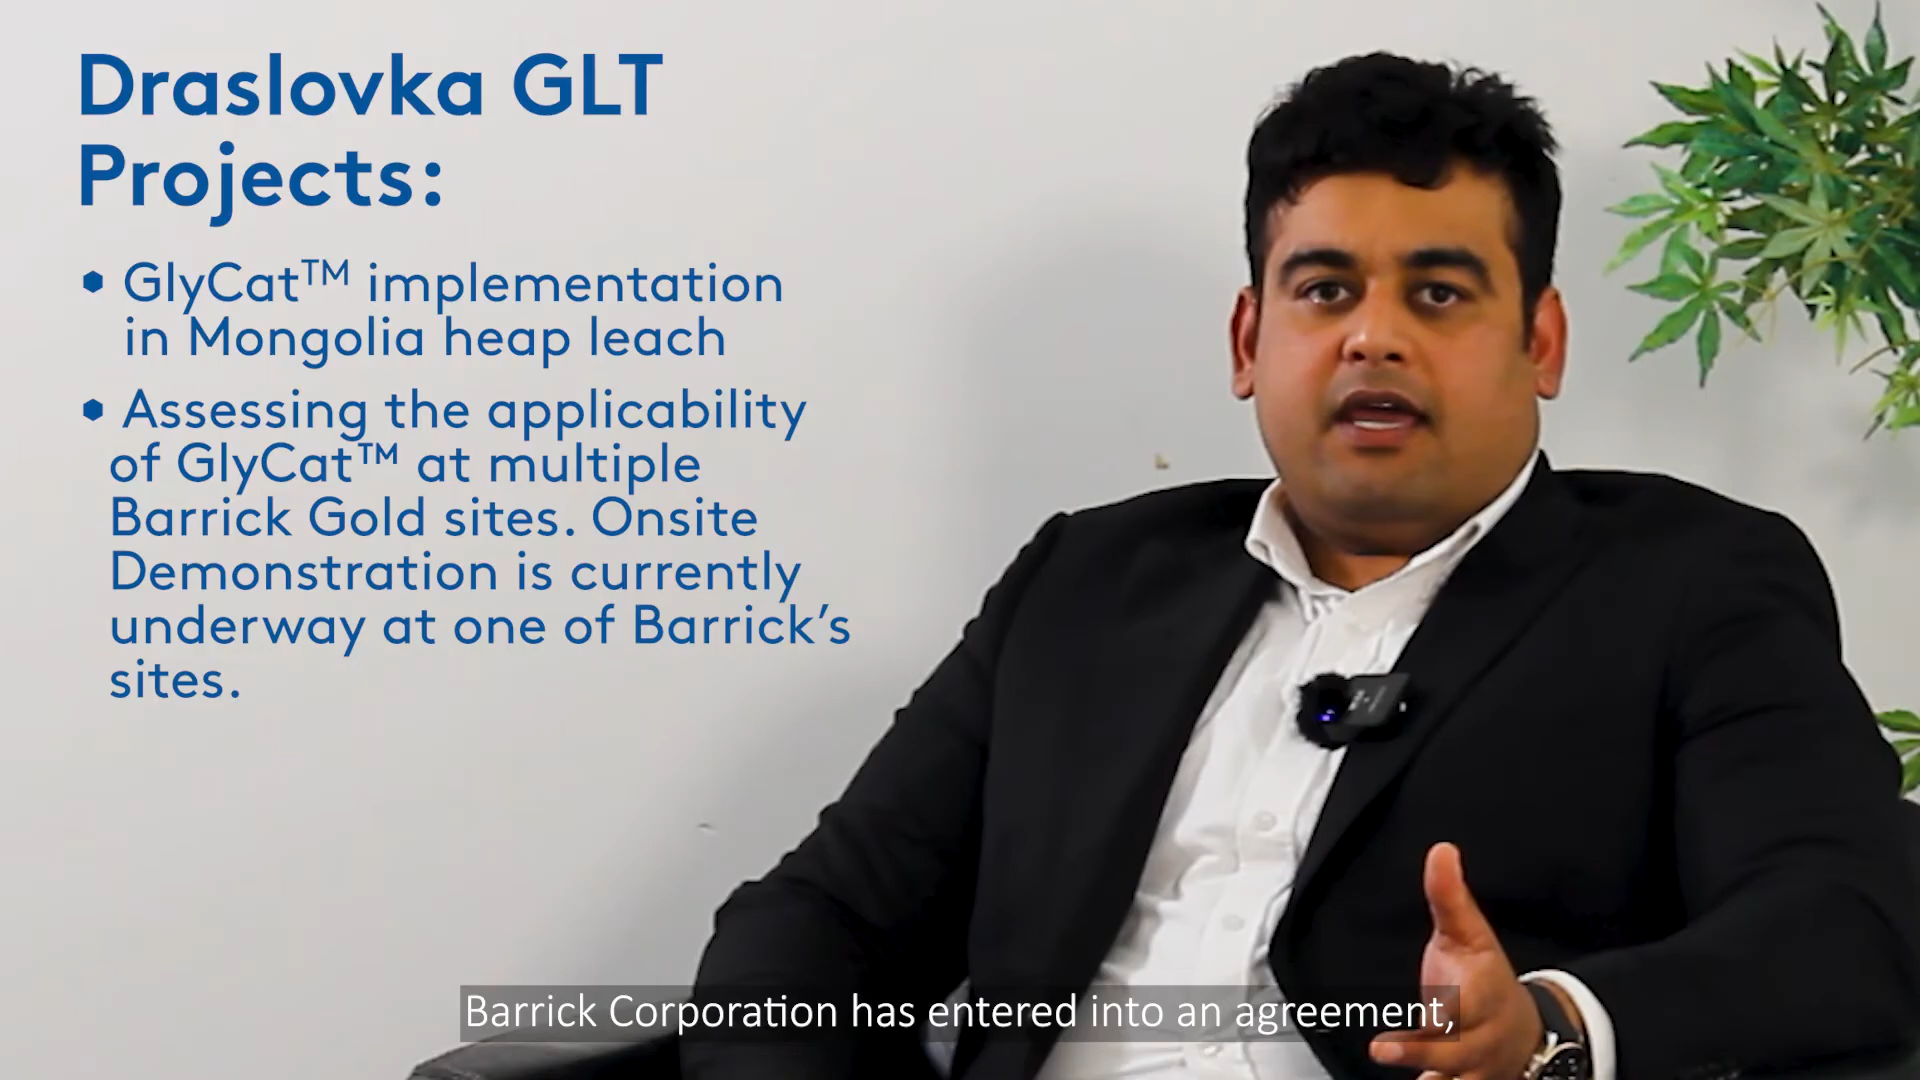 Draslovka GLT
Projects:
GlyCat™ implementation
in Mongolia heap leach
Assessing the applicability
of GlyCat™ at multiple
Barrick Gold sites. Onsite
Demonstration is currently
underway at one of Barrick’s
sites.
Barrick Corporation has entered into an agreement,